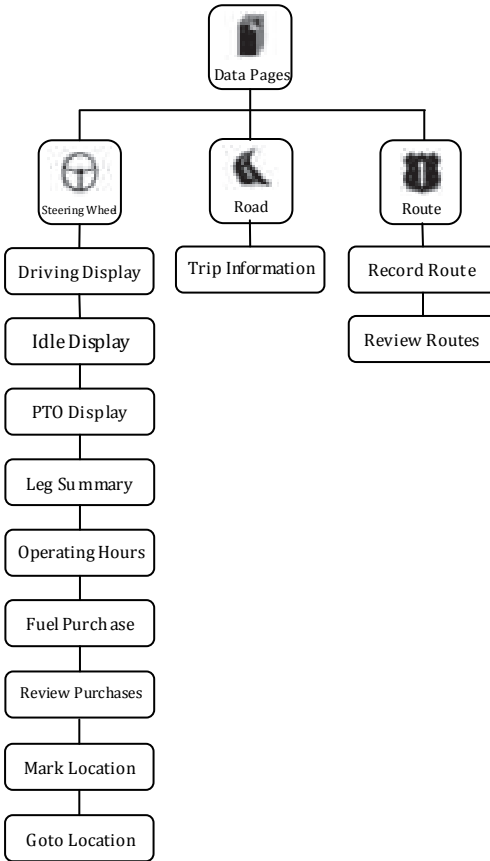 Data Pages
Steering Wheel
Road
Route
Driving Display
Idle Display
PTO Display
Leg Summary
Operating Hours
Fuel Purchase
Review Purchases
Mark Location
Goto Location
Trip Information
Record Route
Review Routes